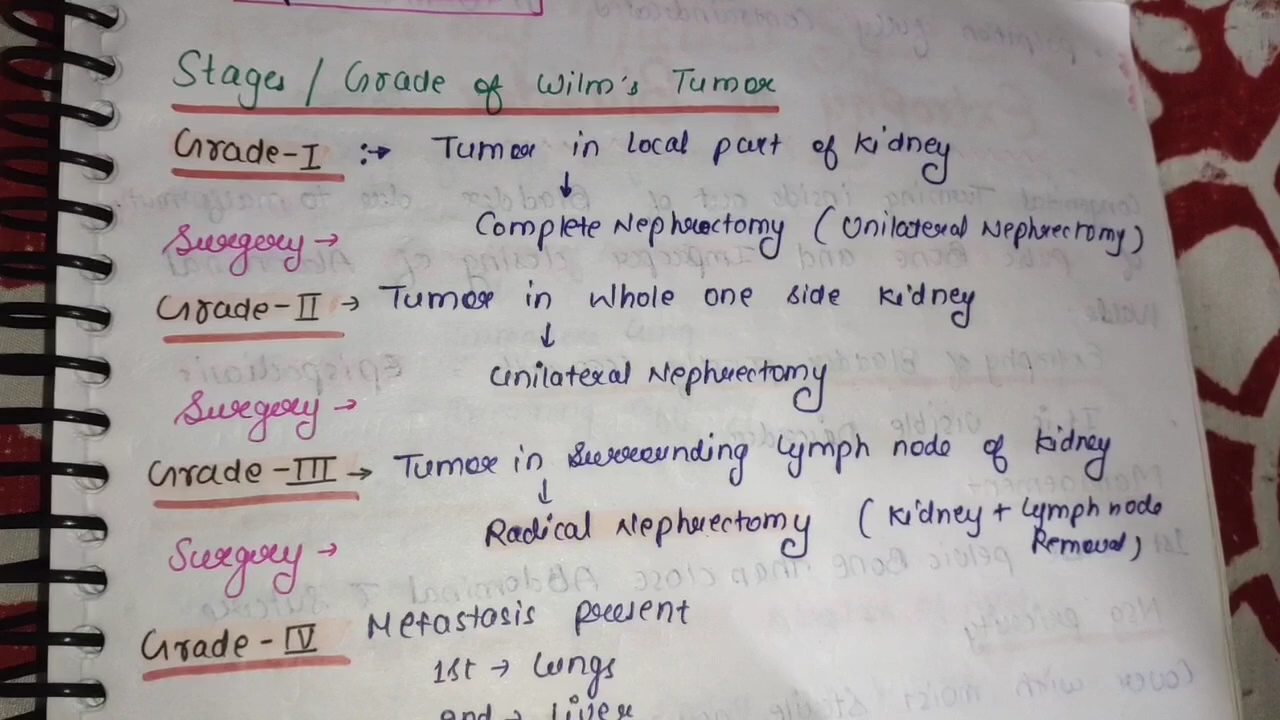 Stages / Grade of Wilm's Tumor
Grade-I :→ Tumor in local part of kidney
↓
Surgery → Complete Nephrectomy (Unilateral Nephrectomy)
Grade-II → Tumor in whole one side kidney
↓
Unilateral Nephrectomy
Surgery →
Grade-III → Tumor in surrounding lymph node of kidney
↓
Radical Nephrectomy (kidney + lymph node
Removal)
Surgery →
Grade-IV Metastasis present
1st → lungs
2nd → liver